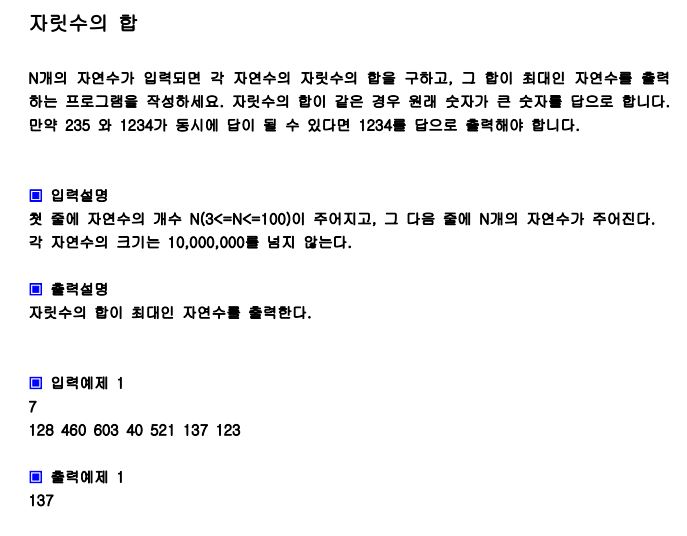 자릿수의 합
N개의 자연수가 입력되면 각 자연수의 자릿수의 합을 구하고, 그 합이 최대인 자연수를 출력
하는 프로그램을 작성하세요. 자릿수의 합이 같은 경우 원래 숫자가 큰 숫자를 답으로 합니다.
만약 235 와 1234가 동시에 답이 될 수 있다면 1234를 답으로 출력해야 합니다.
▣ 입력설명
첫 줄에 자연수의 개수 N(3<=N<=100)이 주어지고, 그 다음 줄에 N개의 자연수가 주어진다.
각 자연수의 크기는 10,000,000를 넘지 않는다.
▣ 출력설명
자릿수의 합이 최대인 자연수를 출력한다.
▣ 입력예제 1
7
128 460 603 40 521 137 123
▣ 출력예제 1
137